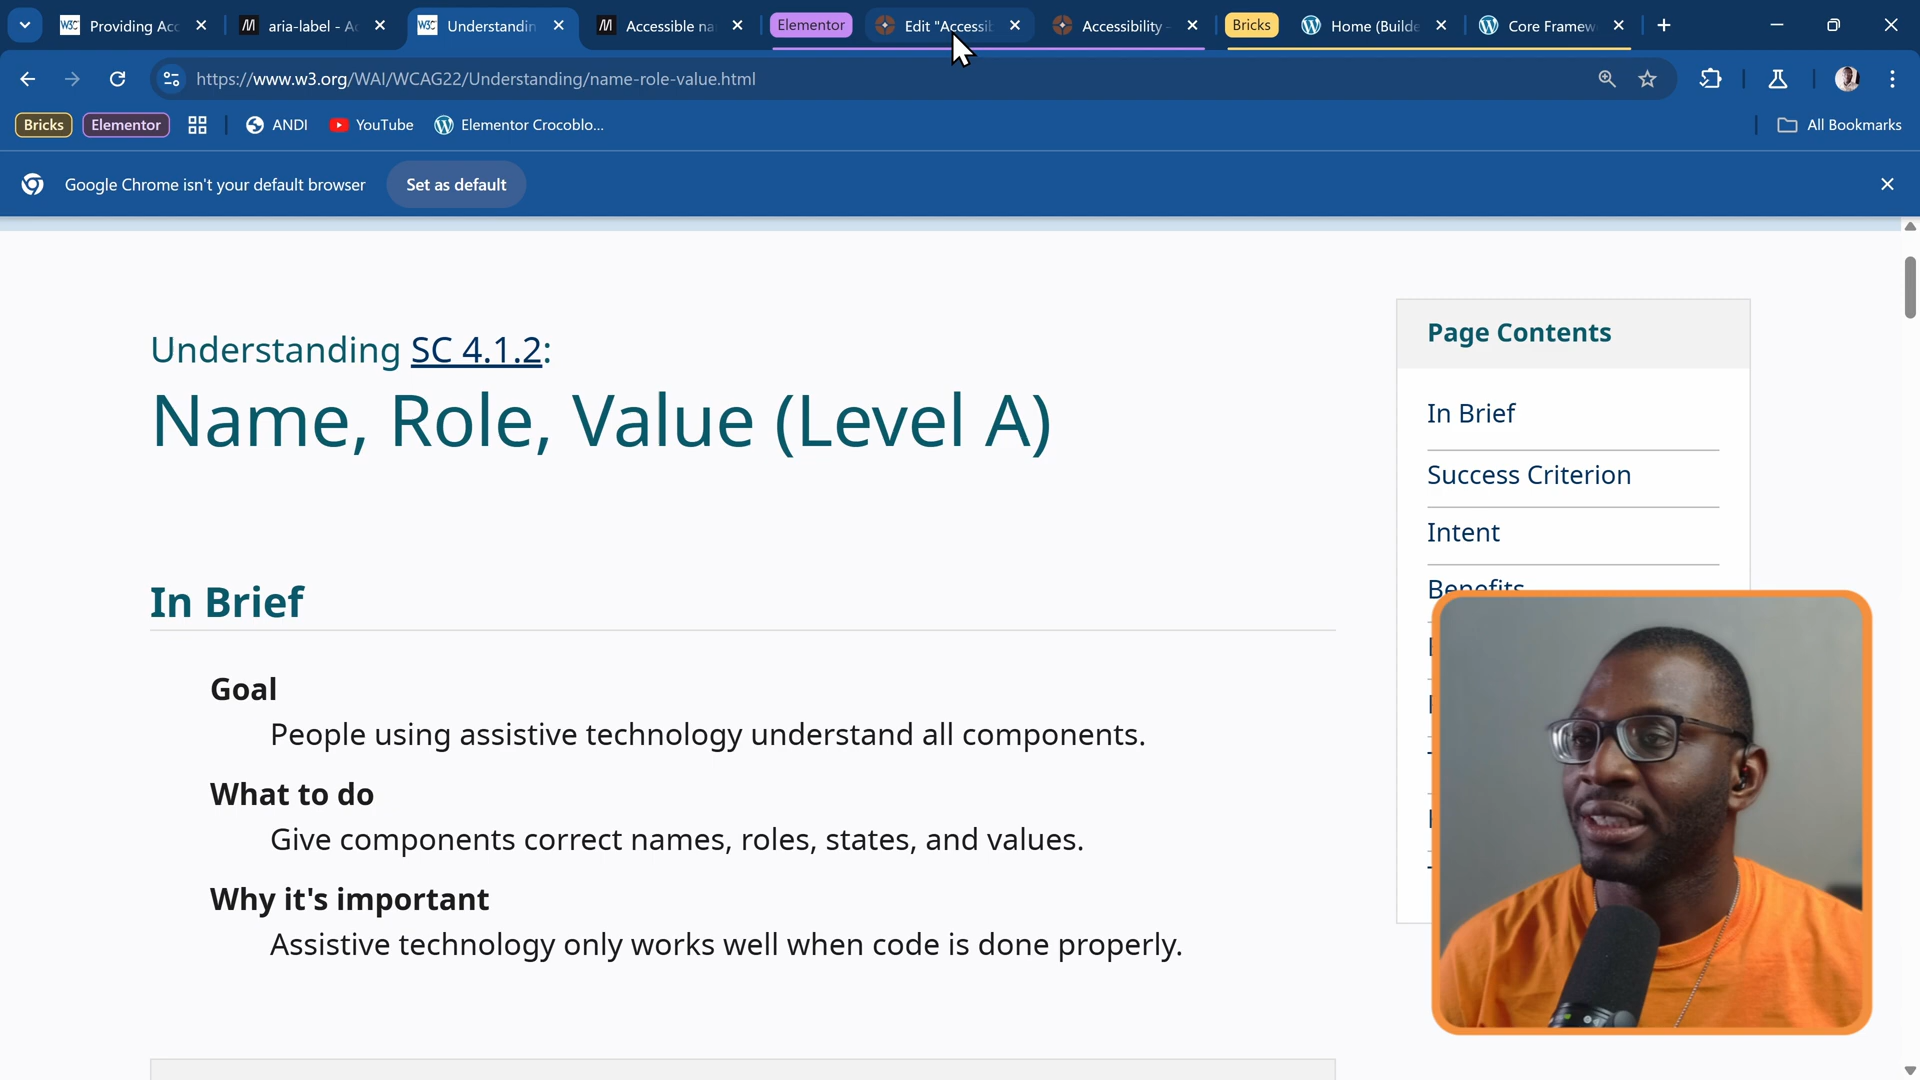 Providing Acc
aria-label - Ac
Understandin
Accessible na
Elementor
Edit "Accessib
Accessibility -
Bricks
Home (Builde
Core Framew
https://www.w3.org/WAI/WCAG22/Understanding/name-role-value.html
Bricks
Elementor
ANDI
YouTube
Elementor Crocoblo...
All Bookmarks
Google Chrome isn't your default browser
Set as default
Understanding SC 4.1.2:
Name, Role, Value (Level A)
In Brief
Goal
People using assistive technology understand all components.
What to do
Give components correct names, roles, states, and values.
Why it's important
Assistive technology only works well when code is done properly.
Page Contents
In Brief
Success Criterion
Intent
Benefits